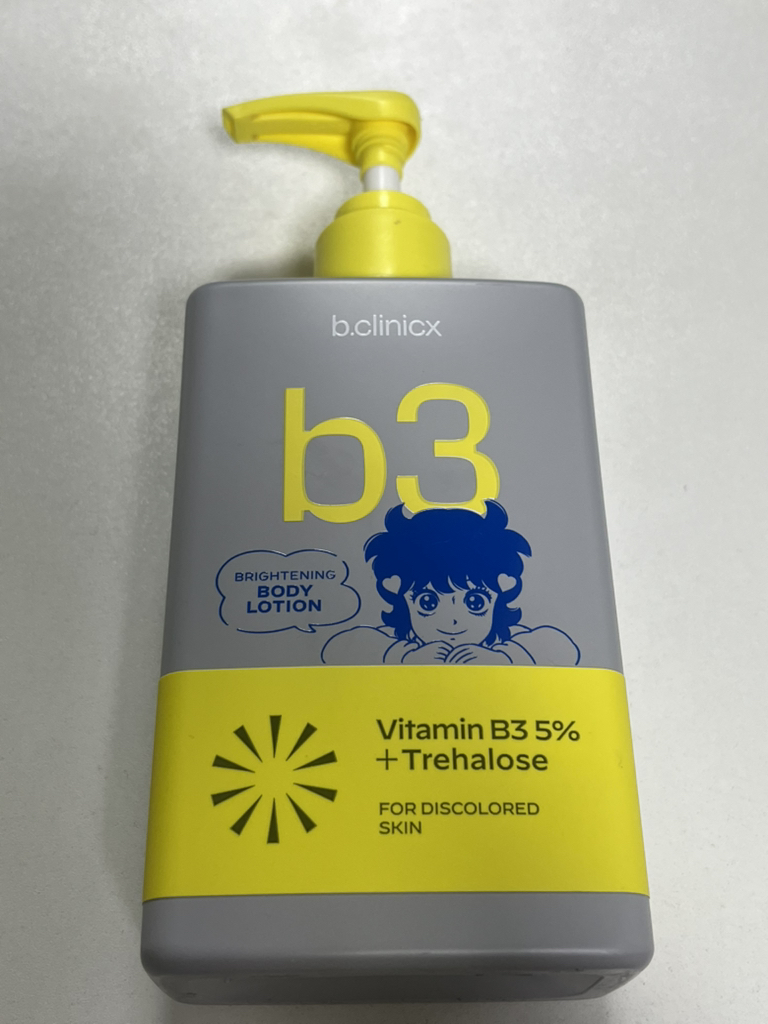 b.clinicx
b3
BRIGHTENING
BODY
LOTION
Vitamin B3 5%
+Trehalose
FOR DISCOLORED
SKIN